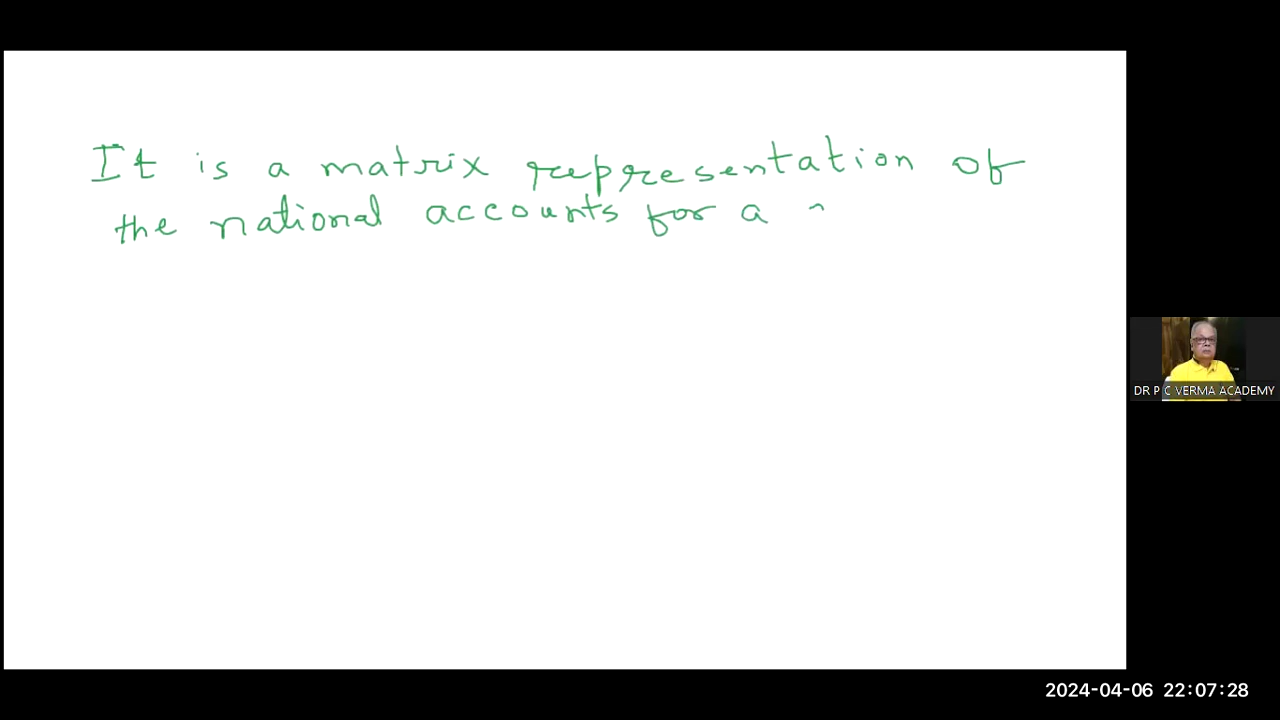 It is a matrix representation of
the national accounts for a
DR P C VERMA ACADEMY
2024-04-06 22:07:28